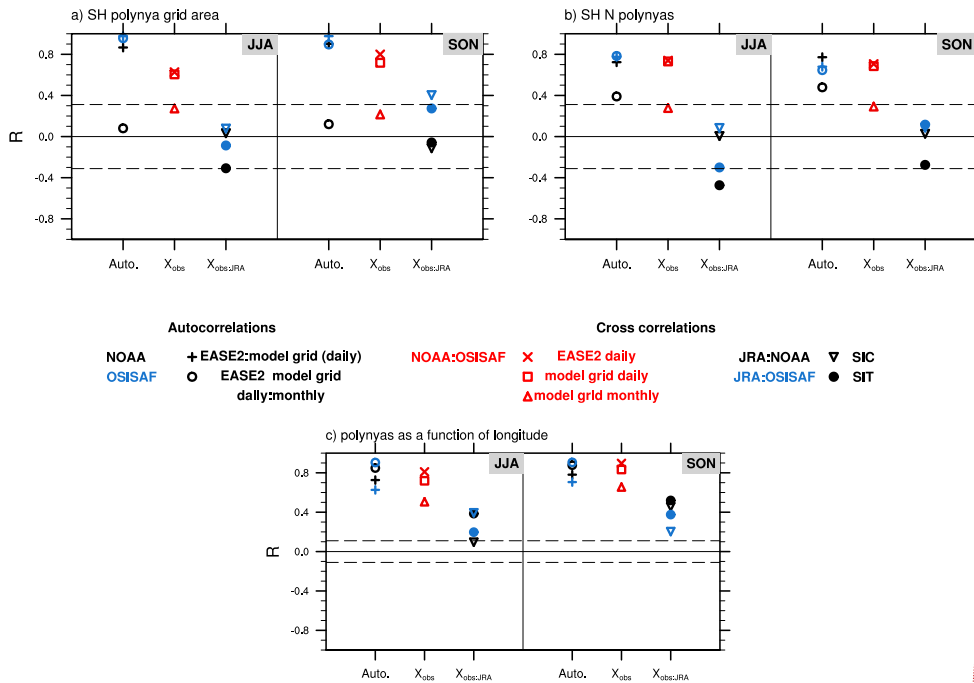 a) SH polynya grid area
b) SH N polynyas
JJA
SON
JJA
SON
0.8
0.4
0.0
-0.4
-0.8
R
0.8
0.4
0.0
-0.4
-0.8
Auto.
Xobs
Xobs:JRA
Auto.
Xobs
Xobs:JRA
Auto.
Xobs
Xobs:JRA
Auto.
Xobs
Xobs:JRA
Autocorrelations
Cross correlations
NOAA
EASE2:model grid (daily)
NOAA:OSISAF
EASE2 daily
JRA:NOAA
SIC
OSISAF
EASE2 model grid
model grid daily
JRA:OSISAF
SIT
daily:monthly
model grid monthly
c) polynyas as a function of longitude
JJA
SON
0.8
0.4
0.0
-0.4
-0.8
R
Auto.
Xobs
Xobs:JRA
Auto.
Xobs
Xobs:JRA